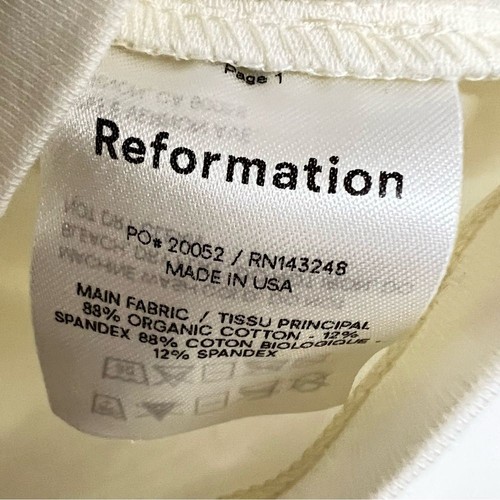 Page 1
Reformation
PO# 20052 / RN143248
MADE IN USA
MAIN FABRIC / TISSU PRINCIPAL
88% ORGANIC COTTON - 12%
SPANDEX 88% COTON BIOLOGIQUE -
12% SPANDEX